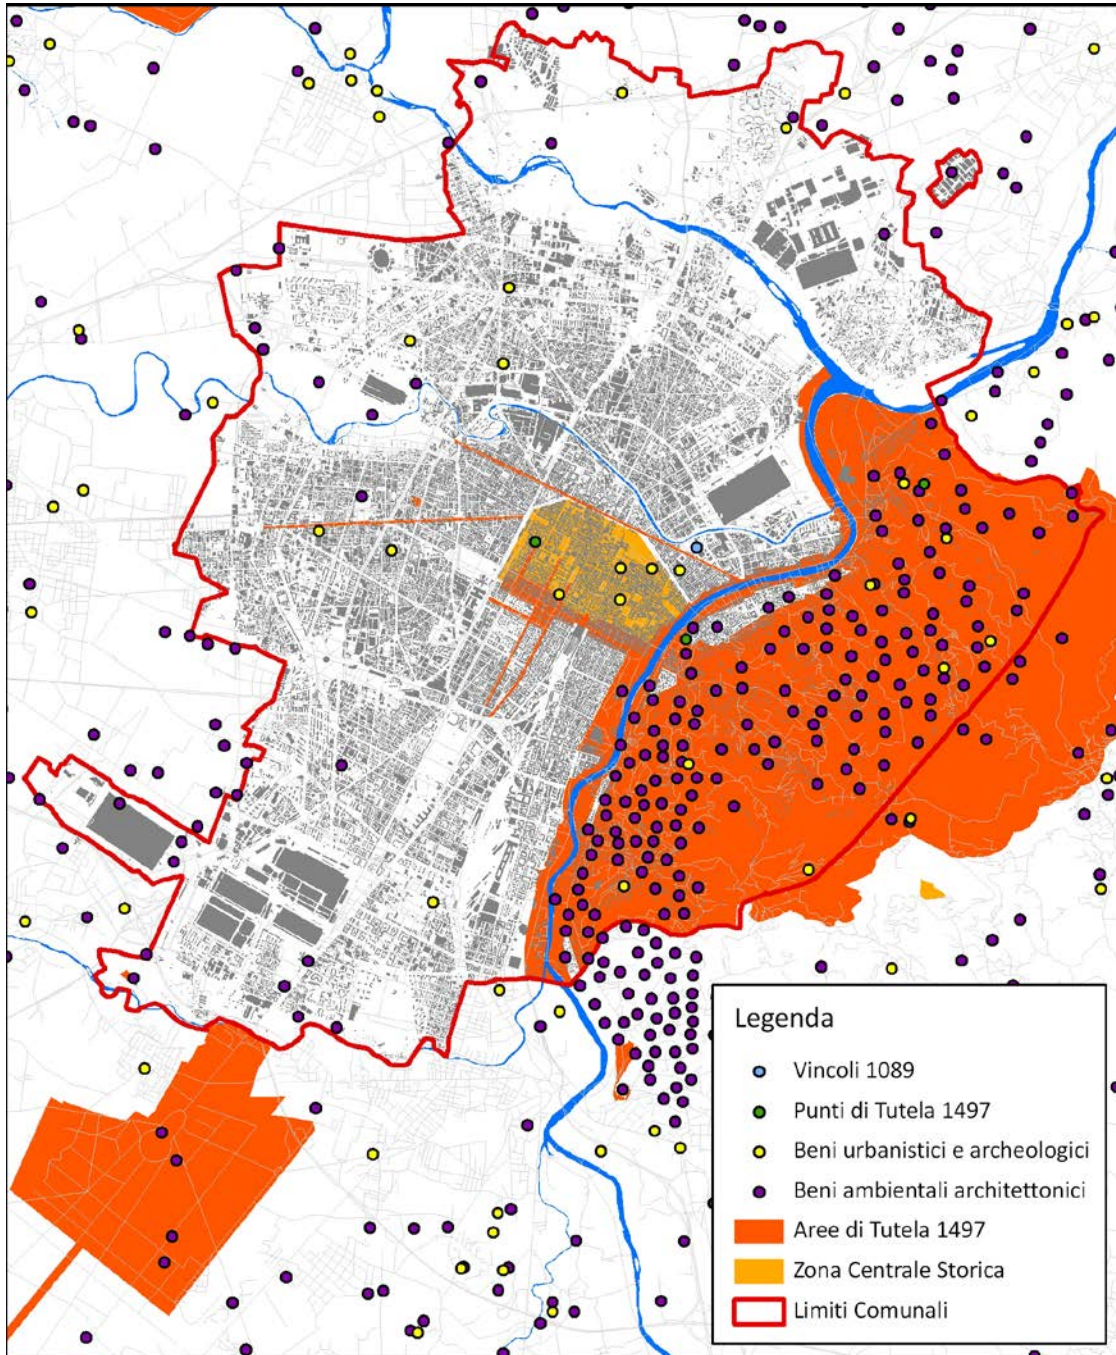 Legenda
Vincoli 1089
Punti di Tutela 1497
Beni urbanistici e archeologici
Beni ambientali architettonici
Aree di Tutela 1497
Zona Centrale Storica
Limiti Comunali